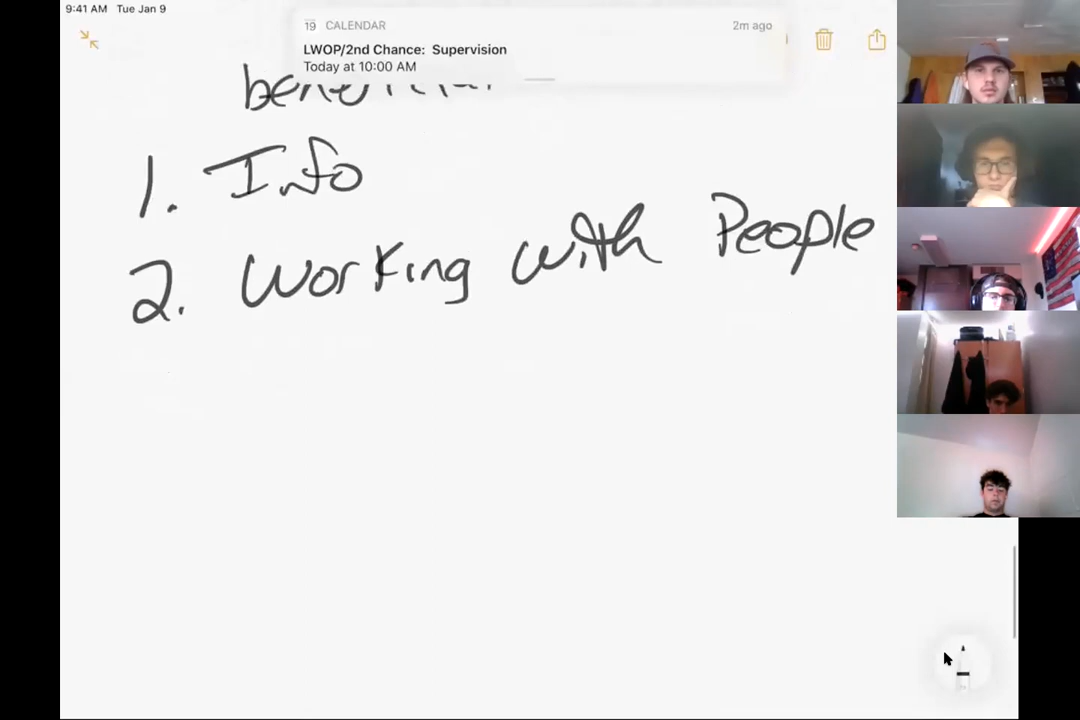 9:41 AM Tue Jan 9
19 CALENDAR 2m ago
LWOP/2nd Chance: Supervision
Today at 10:00 AM
1. Info
2. Working with People